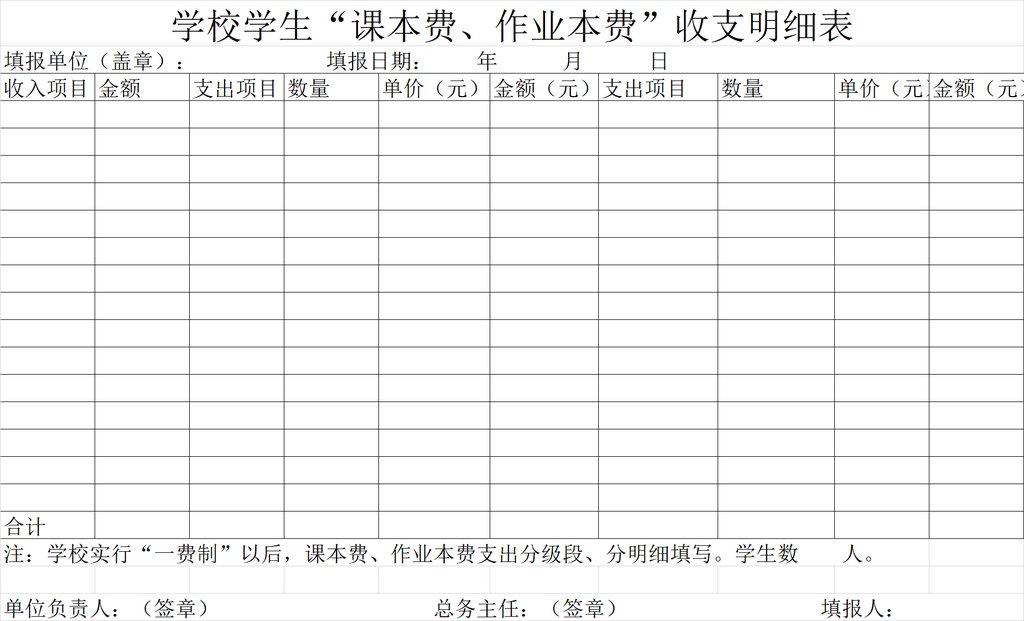 学校学生“课本费、作业本费”收支明细表
填报单位（盖章）： 填报日期： 年 月 日
收入项目 金额 支出项目 数量 单价（元） 金额（元） 支出项目 数量 单价（元） 金额（元）
合计
注：学校实行“一费制”以后，课本费、作业本费支出分级段、分明细填写。学生数 人。
单位负责人：（签章） 总务主任：（签章） 填报人：